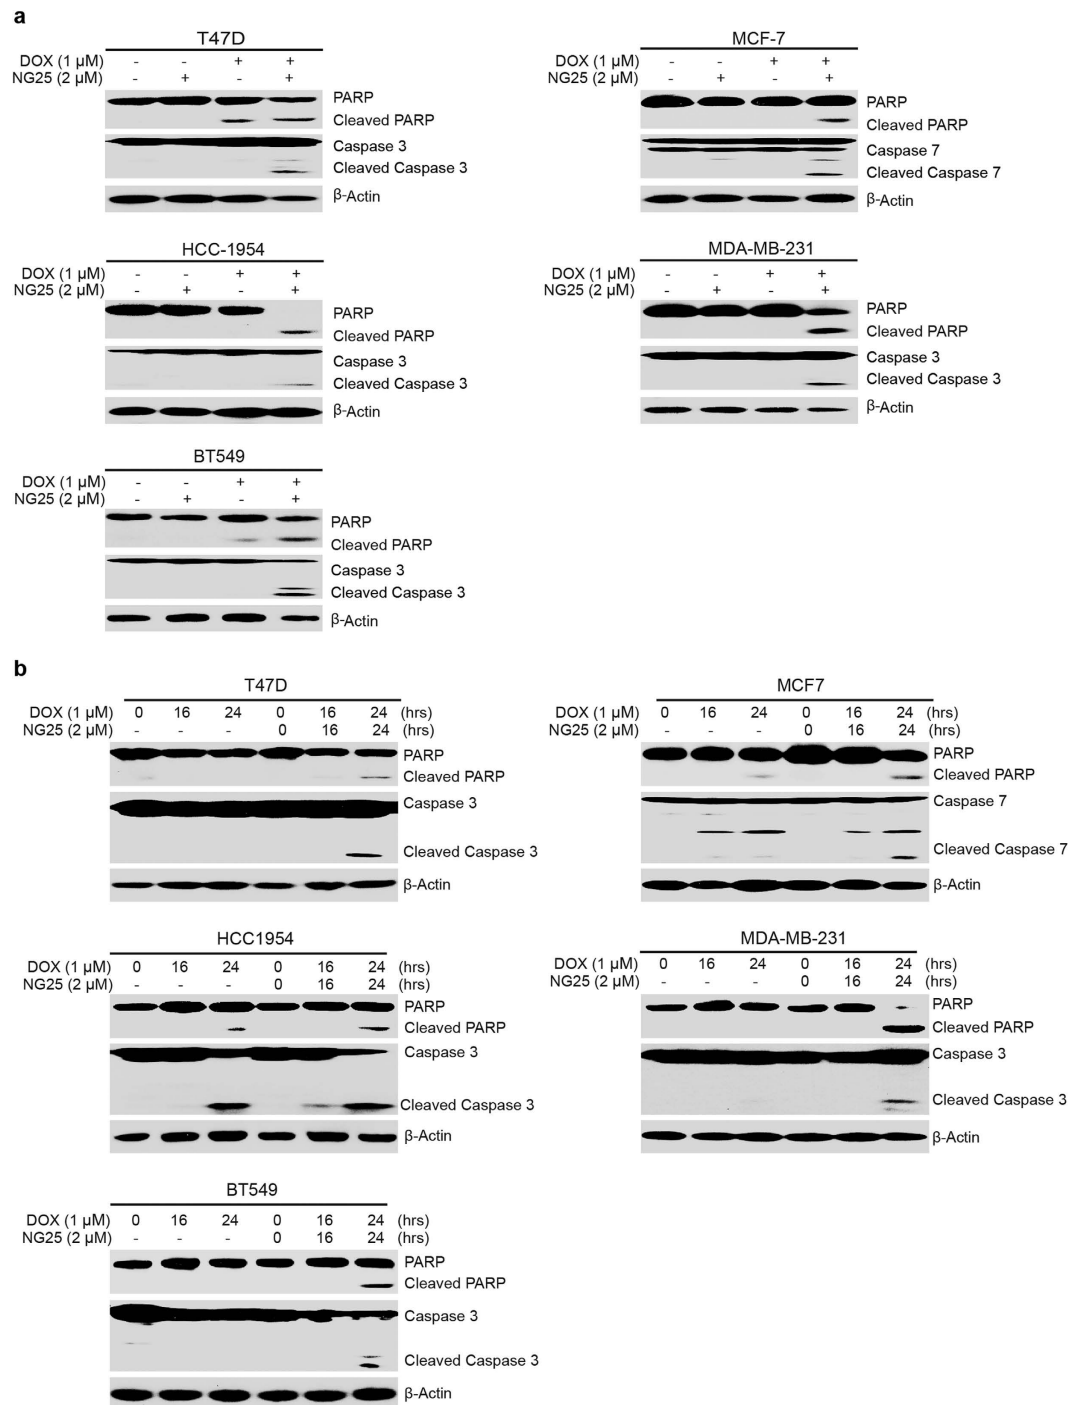 a
T47D
DOX (1 µM) - - + +
NG25 (2 µM) - + - +
PARP
Cleaved PARP
Caspase 3
Cleaved Caspase 3
β-Actin
MCF-7
DOX (1 µM) - - + +
NG25 (2 µM) - + - +
PARP
Cleaved PARP
Caspase 7
Cleaved Caspase 7
β-Actin
HCC-1954
DOX (1 µM) - - + +
NG25 (2 µM) - + - +
PARP
Cleaved PARP
Caspase 3
Cleaved Caspase 3
β-Actin
MDA-MB-231
DOX (1 µM) - - + +
NG25 (2 µM) - + - +
PARP
Cleaved PARP
Caspase 3
Cleaved Caspase 3
β-Actin
BT549
DOX (1 µM) - - + +
NG25 (2 µM) - + - +
PARP
Cleaved PARP
Caspase 3
Cleaved Caspase 3
β-Actin
b
T47D
DOX (1 µM) 0 16 24 0 16 24 (hrs)
NG25 (2 µM) - - - 0 16 24 (hrs)
PARP
Cleaved PARP
Caspase 3
Cleaved Caspase 3
β-Actin
MCF7
DOX (1 µM) 0 16 24 0 16 24 (hrs)
NG25 (2 µM) - - - 0 16 24 (hrs)
PARP
Cleaved PARP
Caspase 7
Cleaved Caspase 7
β-Actin
HCC1954
DOX (1 µM) 0 16 24 0 16 24 (hrs)
NG25 (2 µM) - - - 0 16 24 (hrs)
PARP
Cleaved PARP
Caspase 3
Cleaved Caspase 3
β-Actin
MDA-MB-231
DOX (1 µM) 0 16 24 0 16 24 (hrs)
NG25 (2 µM) - - - 0 16 24 (hrs)
PARP
Cleaved PARP
Caspase 3
Cleaved Caspase 3
β-Actin
BT549
DOX (1 µM) 0 16 24 0 16 24 (hrs)
NG25 (2 µM) - - - 0 16 24 (hrs)
PARP
Cleaved PARP
Caspase 3
Cleaved Caspase 3
β-Actin